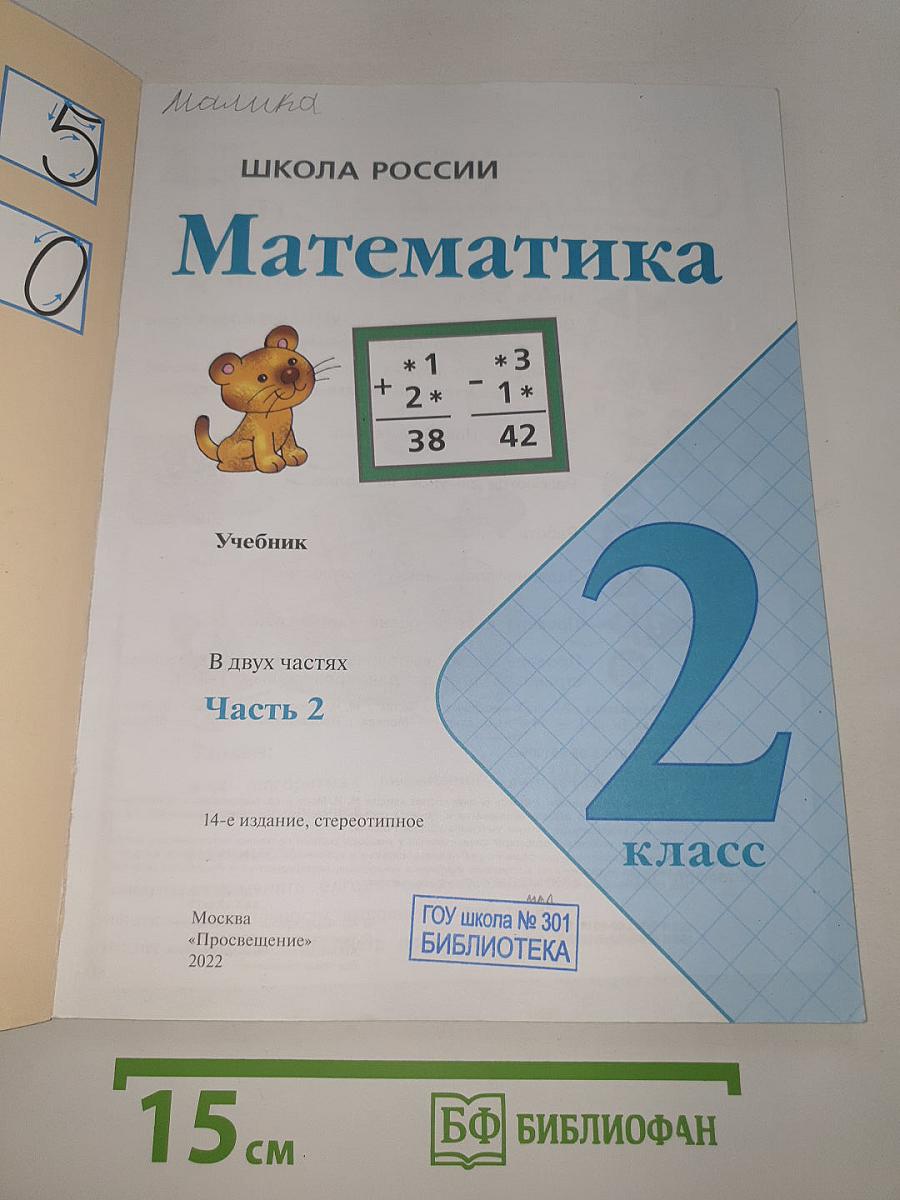 Малика
5
0
ШКОЛА РОССИИ
Математика
*1
+
2*
38
*3
−
1*
42
Учебник
В двух частях
Часть 2
2
класс
14-е издание, стереотипное
Москва
«Просвещение»
2022
ГОУ школа № 301
БИБЛИОТЕКА
15 см
БФ БИБЛИОФАН